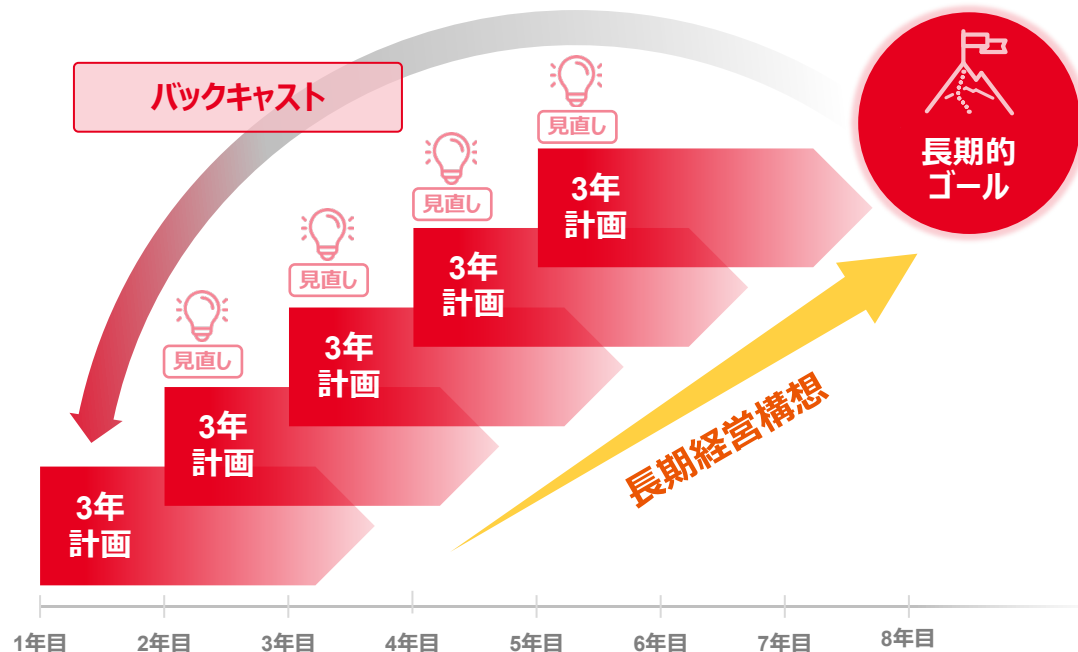 バックキャスト
長期的
ゴール
見直し
3年
計画
見直し
3年
計画
見直し
3年
計画
見直し
3年
計画
3年
計画
長期経営構想
1年目
2年目
3年目
4年目
5年目
6年目
7年目
8年目